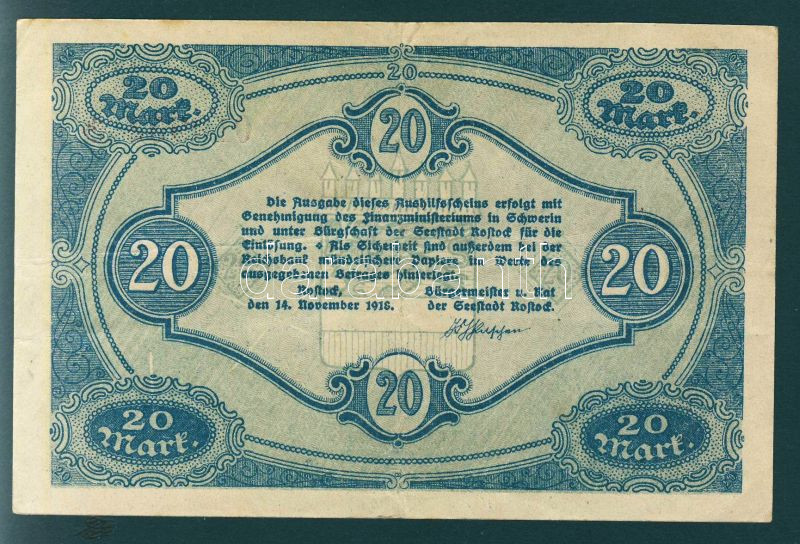 20 Mark.
20
20 Mark.
20
Die Ausgabe dieses Aushilfsscheins erfolgt mit
Genehmigung des Finanzministeriums in Schwerin
und unter Bürgschaft der Seestadt Rostock für die
Einlösung. + Als Sicherheit sind außerdem bei der
Reichsbank mündelsichere Papiere im Werte des
ausgegebenen Betrages hinterlegt.
20
20
Rostock,
den 14. November 1918.
Bürgermeister u. Rat
der Seestadt Rostock.
20
20 Mark.
20 Mark.
darabanth